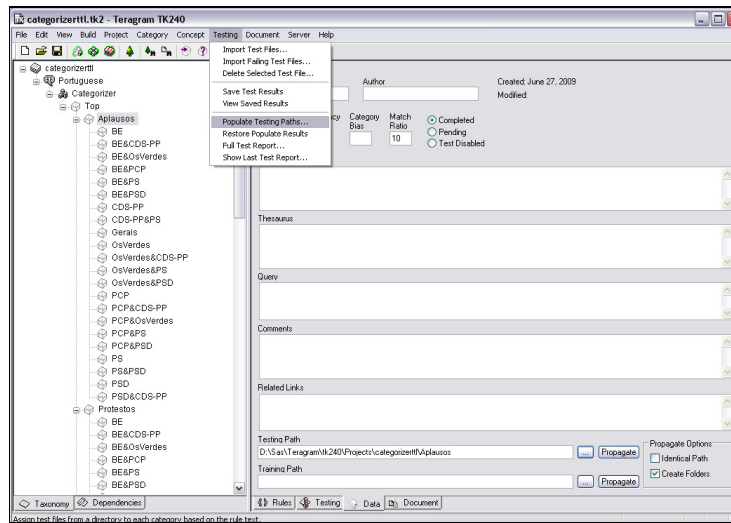 categorizerttl.tk2 - Teragram TK240
File Edit View Build Project Category Concept Testing Document Server Help
Import Test Files...
Import Failing Test Files...
Delete Selected Test File...
Save Test Results
View Saved Results
Populate Testing Paths...
Restore Populate Results
Full Test Report...
Show Last Test Report...
categorizerttl
Portuguese
Categorizer
Top
Aplausos
BE
BE&CDS-PP
BE&OsVerdes
BE&PCP
BE&PS
BE&PSD
CDS-PP
CDS-PP&PS
Gerais
OsVerdes
OsVerdes&CDS-PP
OsVerdes&PS
OsVerdes&PSD
PCP
PCP&CDS-PP
PCP&OsVerdes
PCP&PS
PCP&PSD
PS
PS&PSD
PSD
PSD&CDS-PP
Protestos
BE
BE&CDS-PP
BE&OsVerdes
BE&PCP
BE&PS
BE&PSD
Taxonomy Dependencies
Author
Created: June 27, 2009
Modified:
Category Bias
Match Ratio
10
Completed
Pending
Test Disabled
Thesaurus
Query
Comments
Related Links
Testing Path
D:\Sas\Teragram\tk240\Projects\categorizerttl\Aplausos
... Propagate
Training Path
... Propagate
Propagate Options
Identical Path
Create Folders
Rules Testing Data Document
Assign test files from a directory to each category based on the rule text.